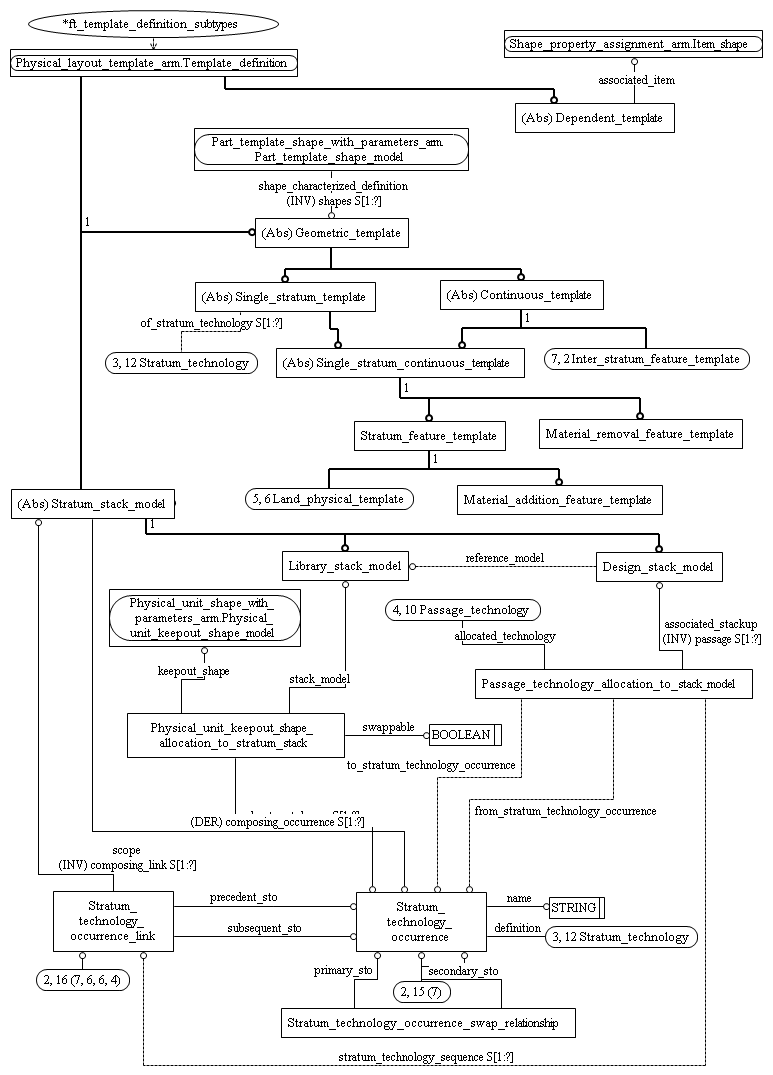 *ft_template_definition_subtypes
Physical_layout_template_arm.Template_definition
Shape_property_assignment_arm.Item_shape
associated_item
(Abs) Dependent_template
Part_template_shape_with_parameters_arm.
Part_template_shape_model
shape_characterized_definition
(INV) shapes S[1:?]
1
(Abs) Geometric_template
(Abs) Single_stratum_template
(Abs) Continuous_template
of_stratum_technology S[1:?]
1
3, 12 Stratum_technology
(Abs) Single_stratum_continuous_template
7, 2 Inter_stratum_feature_template
1
Stratum_feature_template
Material_removal_feature_template
1
5, 6 Land_physical_template
Material_addition_feature_template
(Abs) Stratum_stack_model
1
Library_stack_model
reference_model
Design_stack_model
Physical_unit_shape_with_
parameters_arm.Physical_
unit_keepout_shape_model
4, 10 Passage_technology
allocated_technology
associated_stackup
(INV) passage S[1:?]
keepout_shape
stack_model
Passage_technology_allocation_to_stack_model
Physical_unit_keepout_shape_
allocation_to_stratum_stack
swappable
BOOLEAN
to_stratum_technology_occurrence
from_stratum_technology_occurrence
(DER) composing_occurrence S[1:?]
scope
(INV) composing_link S[1:?]
Stratum_
technology_
occurrence_link
precedent_sto
subsequent_sto
Stratum_
technology_
occurrence
name
STRING
definition
3, 12 Stratum_technology
2, 16 (7, 6, 6, 4)
primary_sto
secondary_sto
2, 15 (7)
Stratum_technology_occurrence_swap_relationship
stratum_technology_sequence S[1:?]